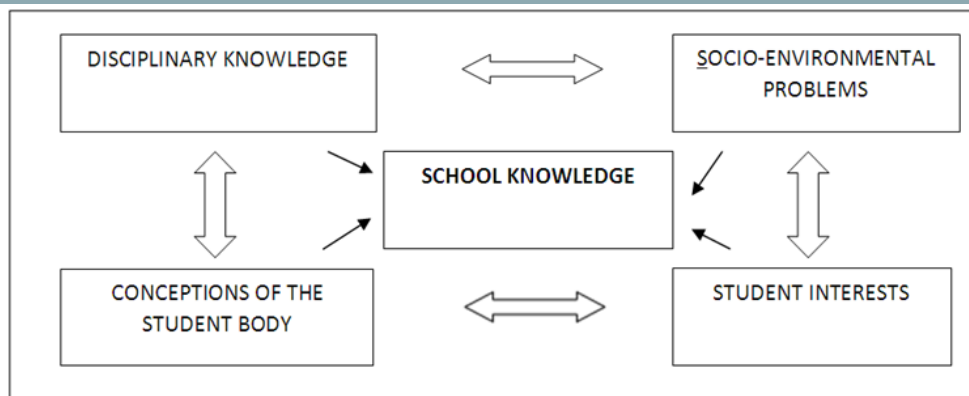 DISCIPLINARY KNOWLEDGE
SOCIO-ENVIRONMENTAL
PROBLEMS
SCHOOL KNOWLEDGE
CONCEPTIONS OF THE
STUDENT BODY
STUDENT INTERESTS